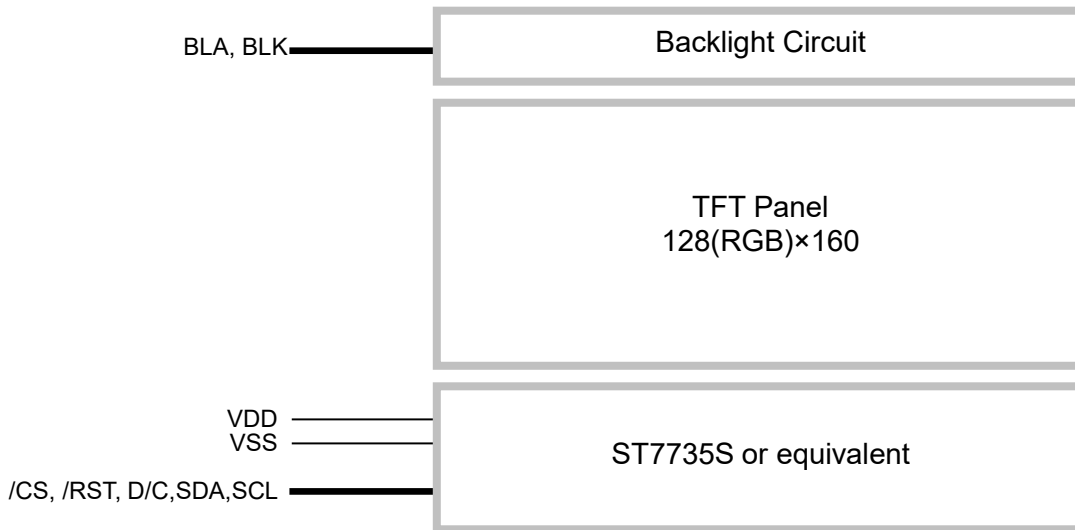 BLA, BLK
Backlight Circuit
TFT Panel
128(RGB)×160
VDD
VSS
ST7735S or equivalent
/CS, /RST, D/C,SDA,SCL